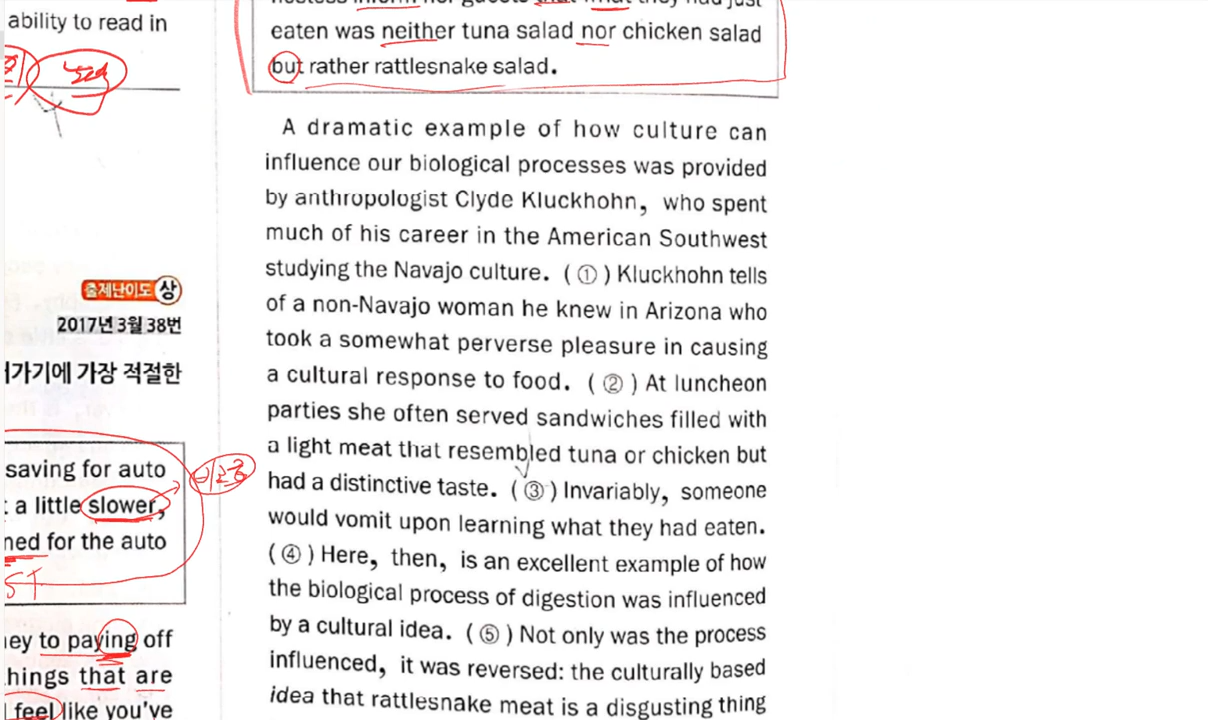 ability to read in
출제난이도 상
2017년 3월 38번
가기에 가장 적절한
saving for auto
a little slower,
for the auto
ST
to paying off
that are
feel like you've
eaten was neither tuna salad nor chicken salad
but rather rattlesnake salad.
A dramatic example of how culture can
influence our biological processes was provided
by anthropologist Clyde Kluckhohn, who spent
much of his career in the American Southwest
studying the Navajo culture. ( ① ) Kluckhohn tells
of a non-Navajo woman he knew in Arizona who
took a somewhat perverse pleasure in causing
a cultural response to food. ( ② ) At luncheon
parties she often served sandwiches filled with
a light meat that resembled tuna or chicken but
had a distinctive taste. ( ③ ) Invariably, someone
would vomit upon learning what they had eaten.
( ④ ) Here, then, is an excellent example of how
the biological process of digestion was influenced
by a cultural idea. ( ⑤ ) Not only was the process
influenced, it was reversed: the culturally based
idea that rattlesnake meat is a disgusting thing